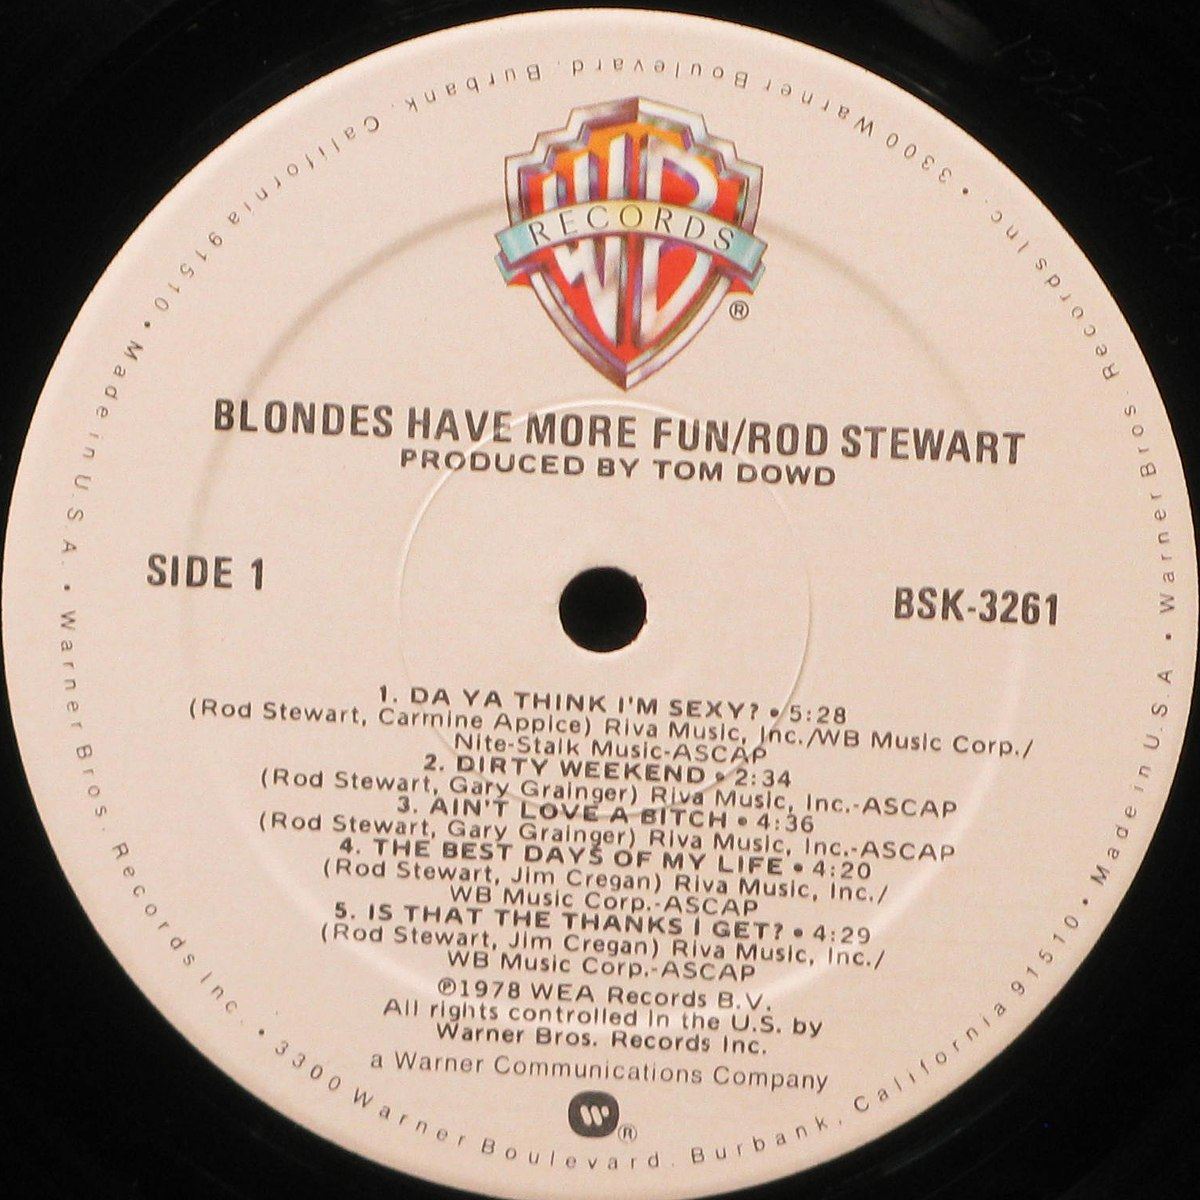 WB
RECORDS
®
BLONDES HAVE MORE FUN/ROD STEWART
PRODUCED BY TOM DOWD
SIDE 1
BSK-3261
1. DA YA THINK I'M SEXY? • 5:28
(Rod Stewart, Carmine Appice) Riva Music, Inc./WB Music Corp./
Nite-Stalk Music-ASCAP
2. DIRTY WEEKEND • 2:34
(Rod Stewart, Gary Grainger) Riva Music, Inc.-ASCAP
3. AIN'T LOVE A BITCH • 4:36
(Rod Stewart, Gary Grainger) Riva Music, Inc.-ASCAP
4. THE BEST DAYS OF MY LIFE • 4:20
(Rod Stewart, Jim Cregan) Riva Music, Inc./
WB Music Corp.-ASCAP
5. IS THAT THE THANKS I GET? • 4:29
(Rod Stewart, Jim Cregan) Riva Music, Inc./
WB Music Corp.-ASCAP
℗1978 WEA Records B.V.
All rights controlled in the U.S. by
Warner Bros. Records Inc.
a Warner Communications Company
®
Made in U.S.A. • Warner Bros. Records Inc. • 3300 Warner Boulevard. Burbank, California 91510 • Made in U.S.A • Warner Bros. Records Inc. • 3300 Warner Boulevard. Burbank, California 91510 •